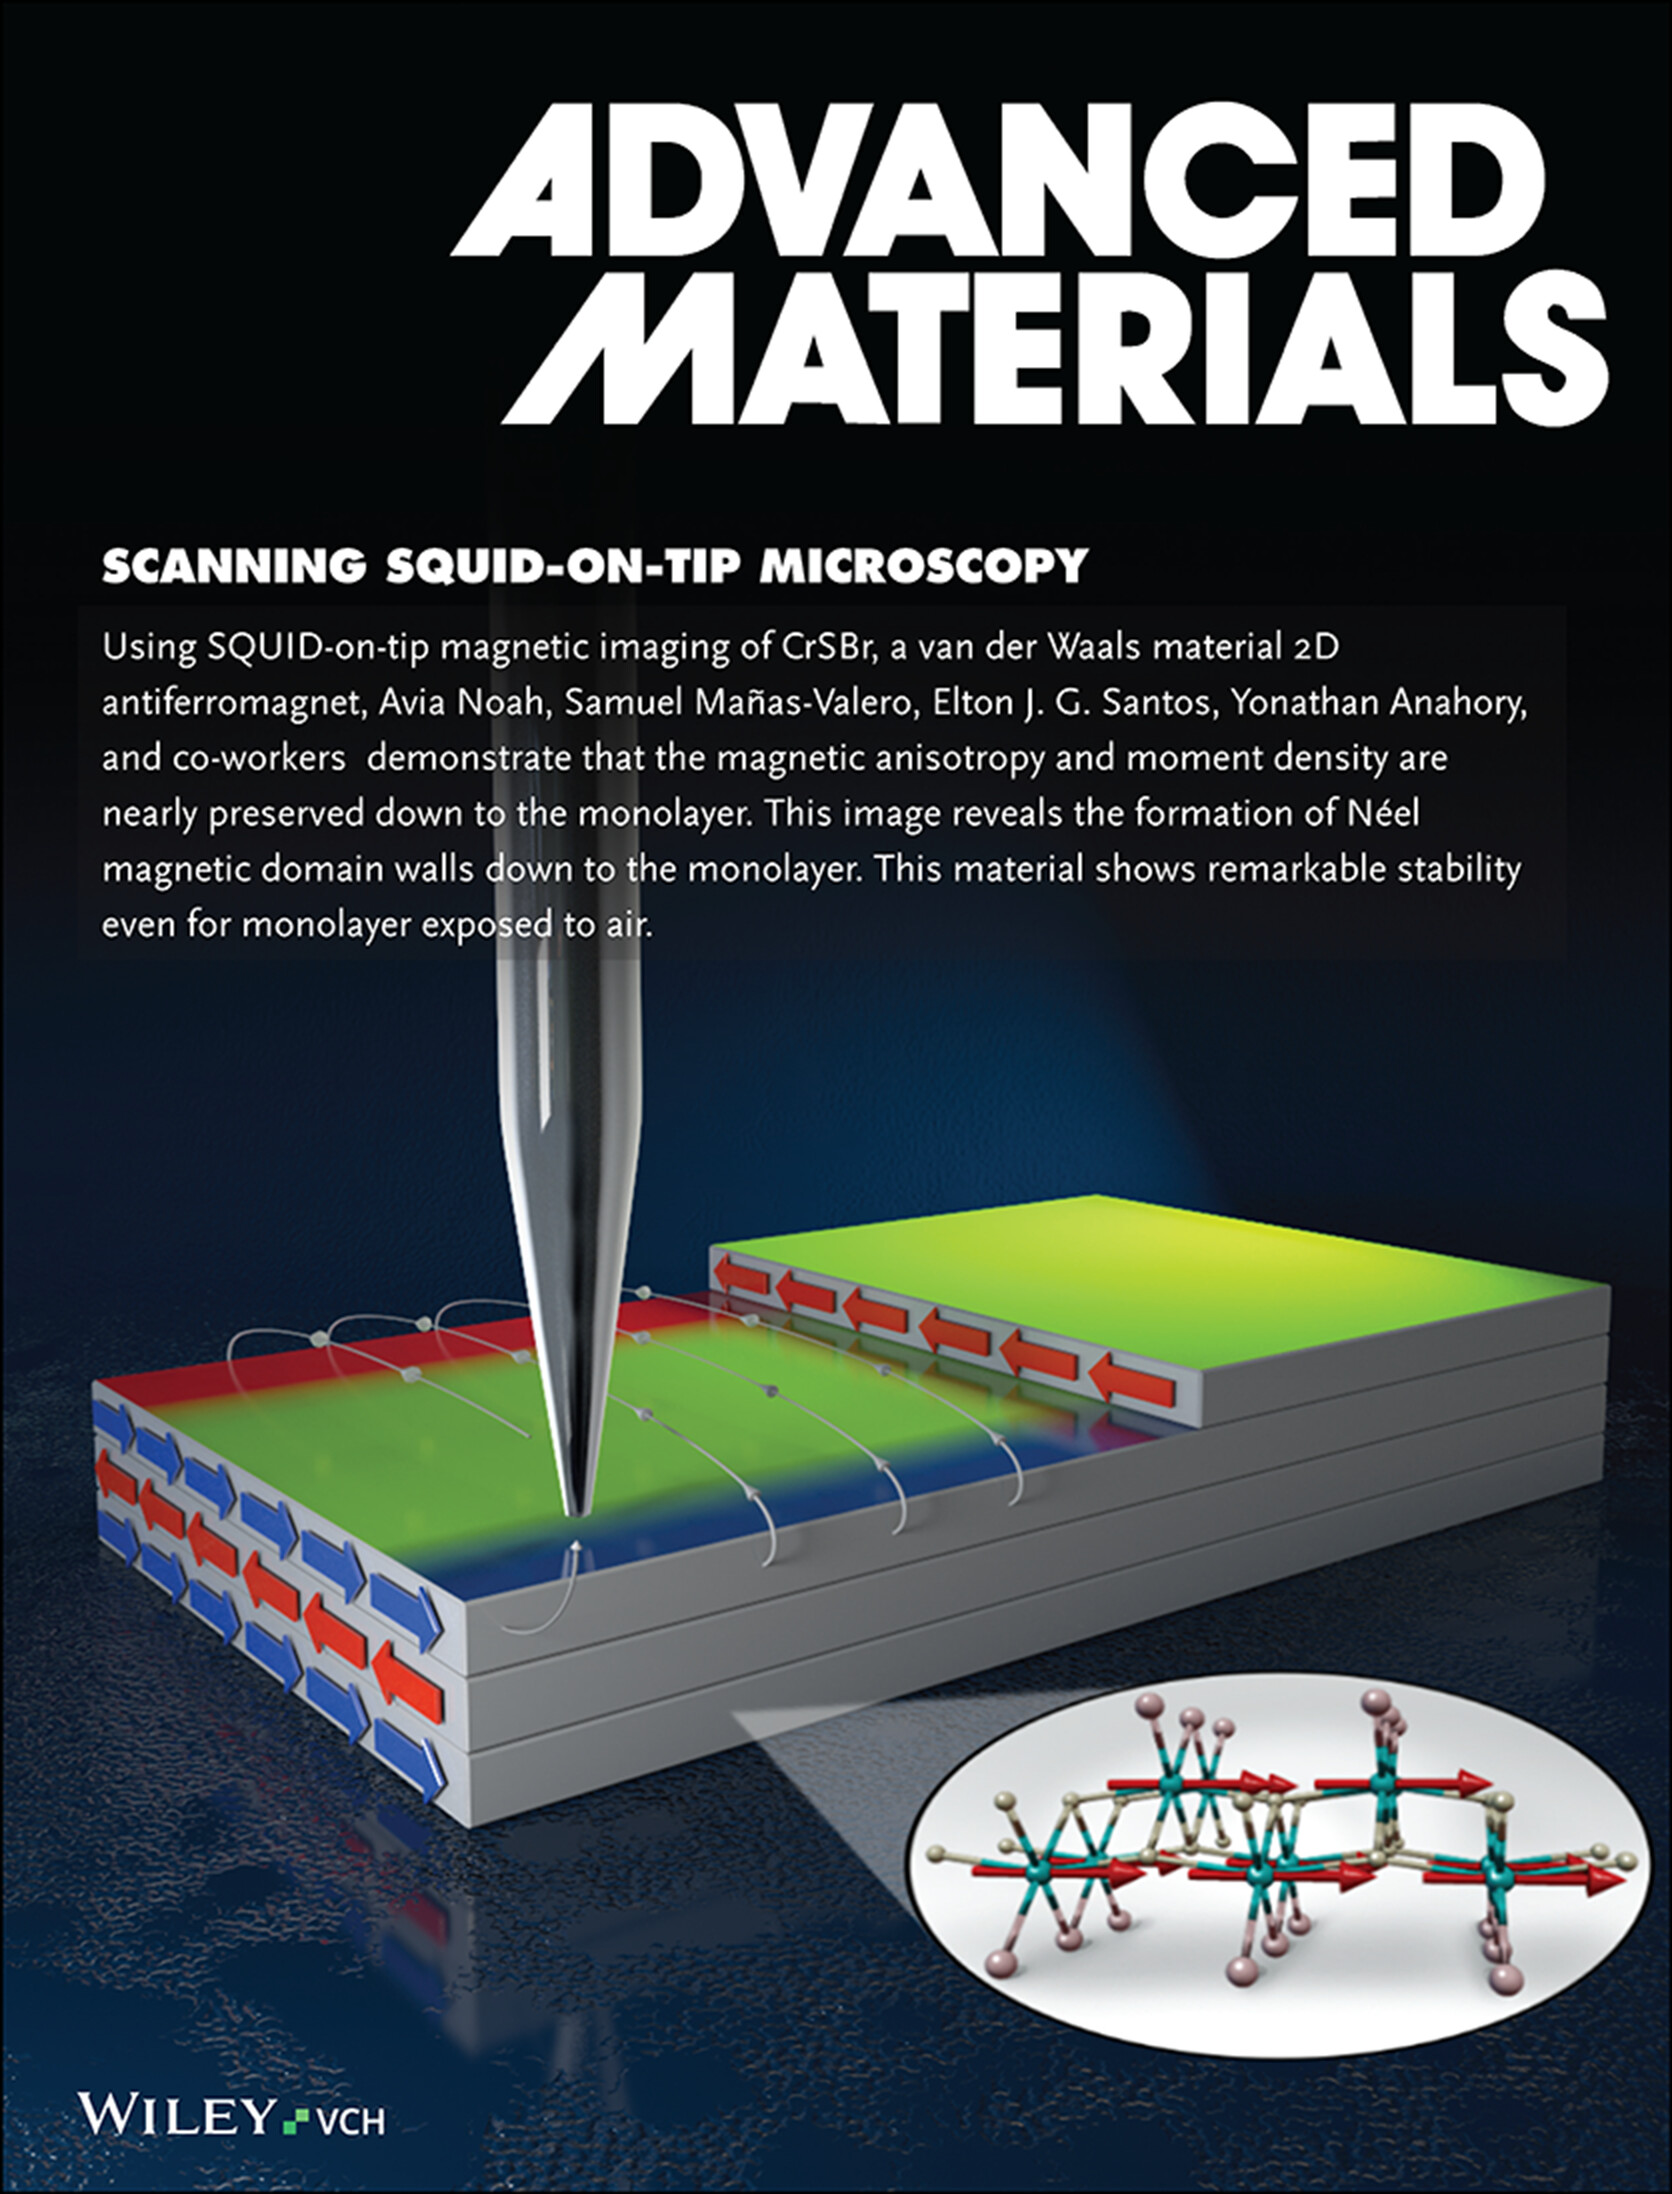 ADVANCED
MATERIALS
SCANNING SQUID-ON-TIP MICROSCOPY
Using SQUID-on-tip magnetic imaging of CrSBr, a van der Waals material 2D
antiferromagnet, Avia Noah, Samuel Mañas-Valero, Elton J. G. Santos, Yonathan Anahory,
and co-workers  demonstrate that the magnetic anisotropy and moment density are
nearly preserved down to the monolayer. This image reveals the formation of Néel
magnetic domain walls down to the monolayer. This material shows remarkable stability
even for monolayer exposed to air.
WILEY VCH